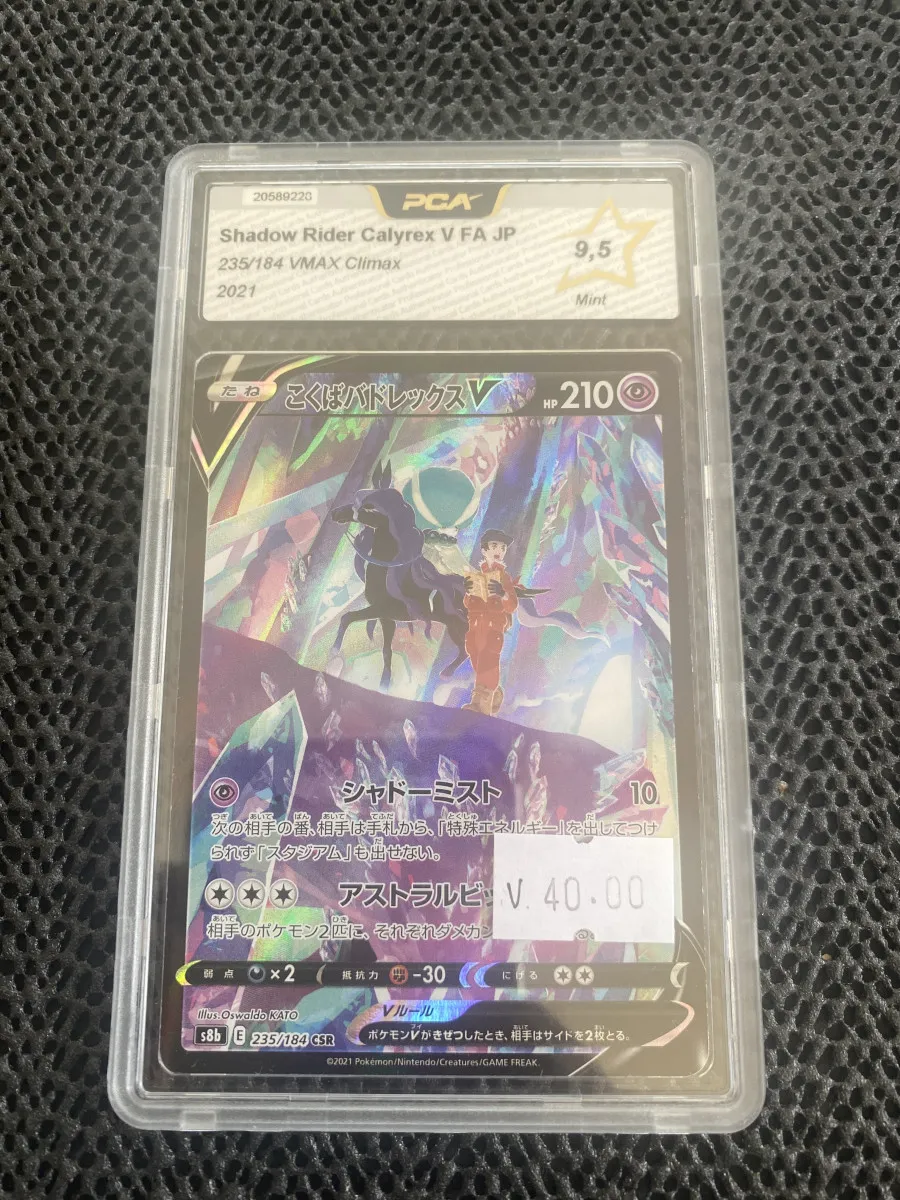 20589220
PCA
Shadow Rider Calyrex V FA JP
235/184 VMAX Climax
2021
9,5
Mint
たね こくばバドレックスV HP210
シャドーミスト 10
次の相手の番、相手は手札から、「特殊エネルギー」を出してつけ
られず「スタジアム」も出せない。
アストラルビ
V. 40.00
相手のポケモン2匹に、それぞれダメカン
弱点 ×2 抵抗力 -30 にげる
Illus.Oswaldo KATO
Vルール
s8b E 235/184 CSR
ポケモンVがきぜつしたとき、相手はサイドを2枚とる。
©2021 Pokémon/Nintendo/Creatures/GAME FREAK.